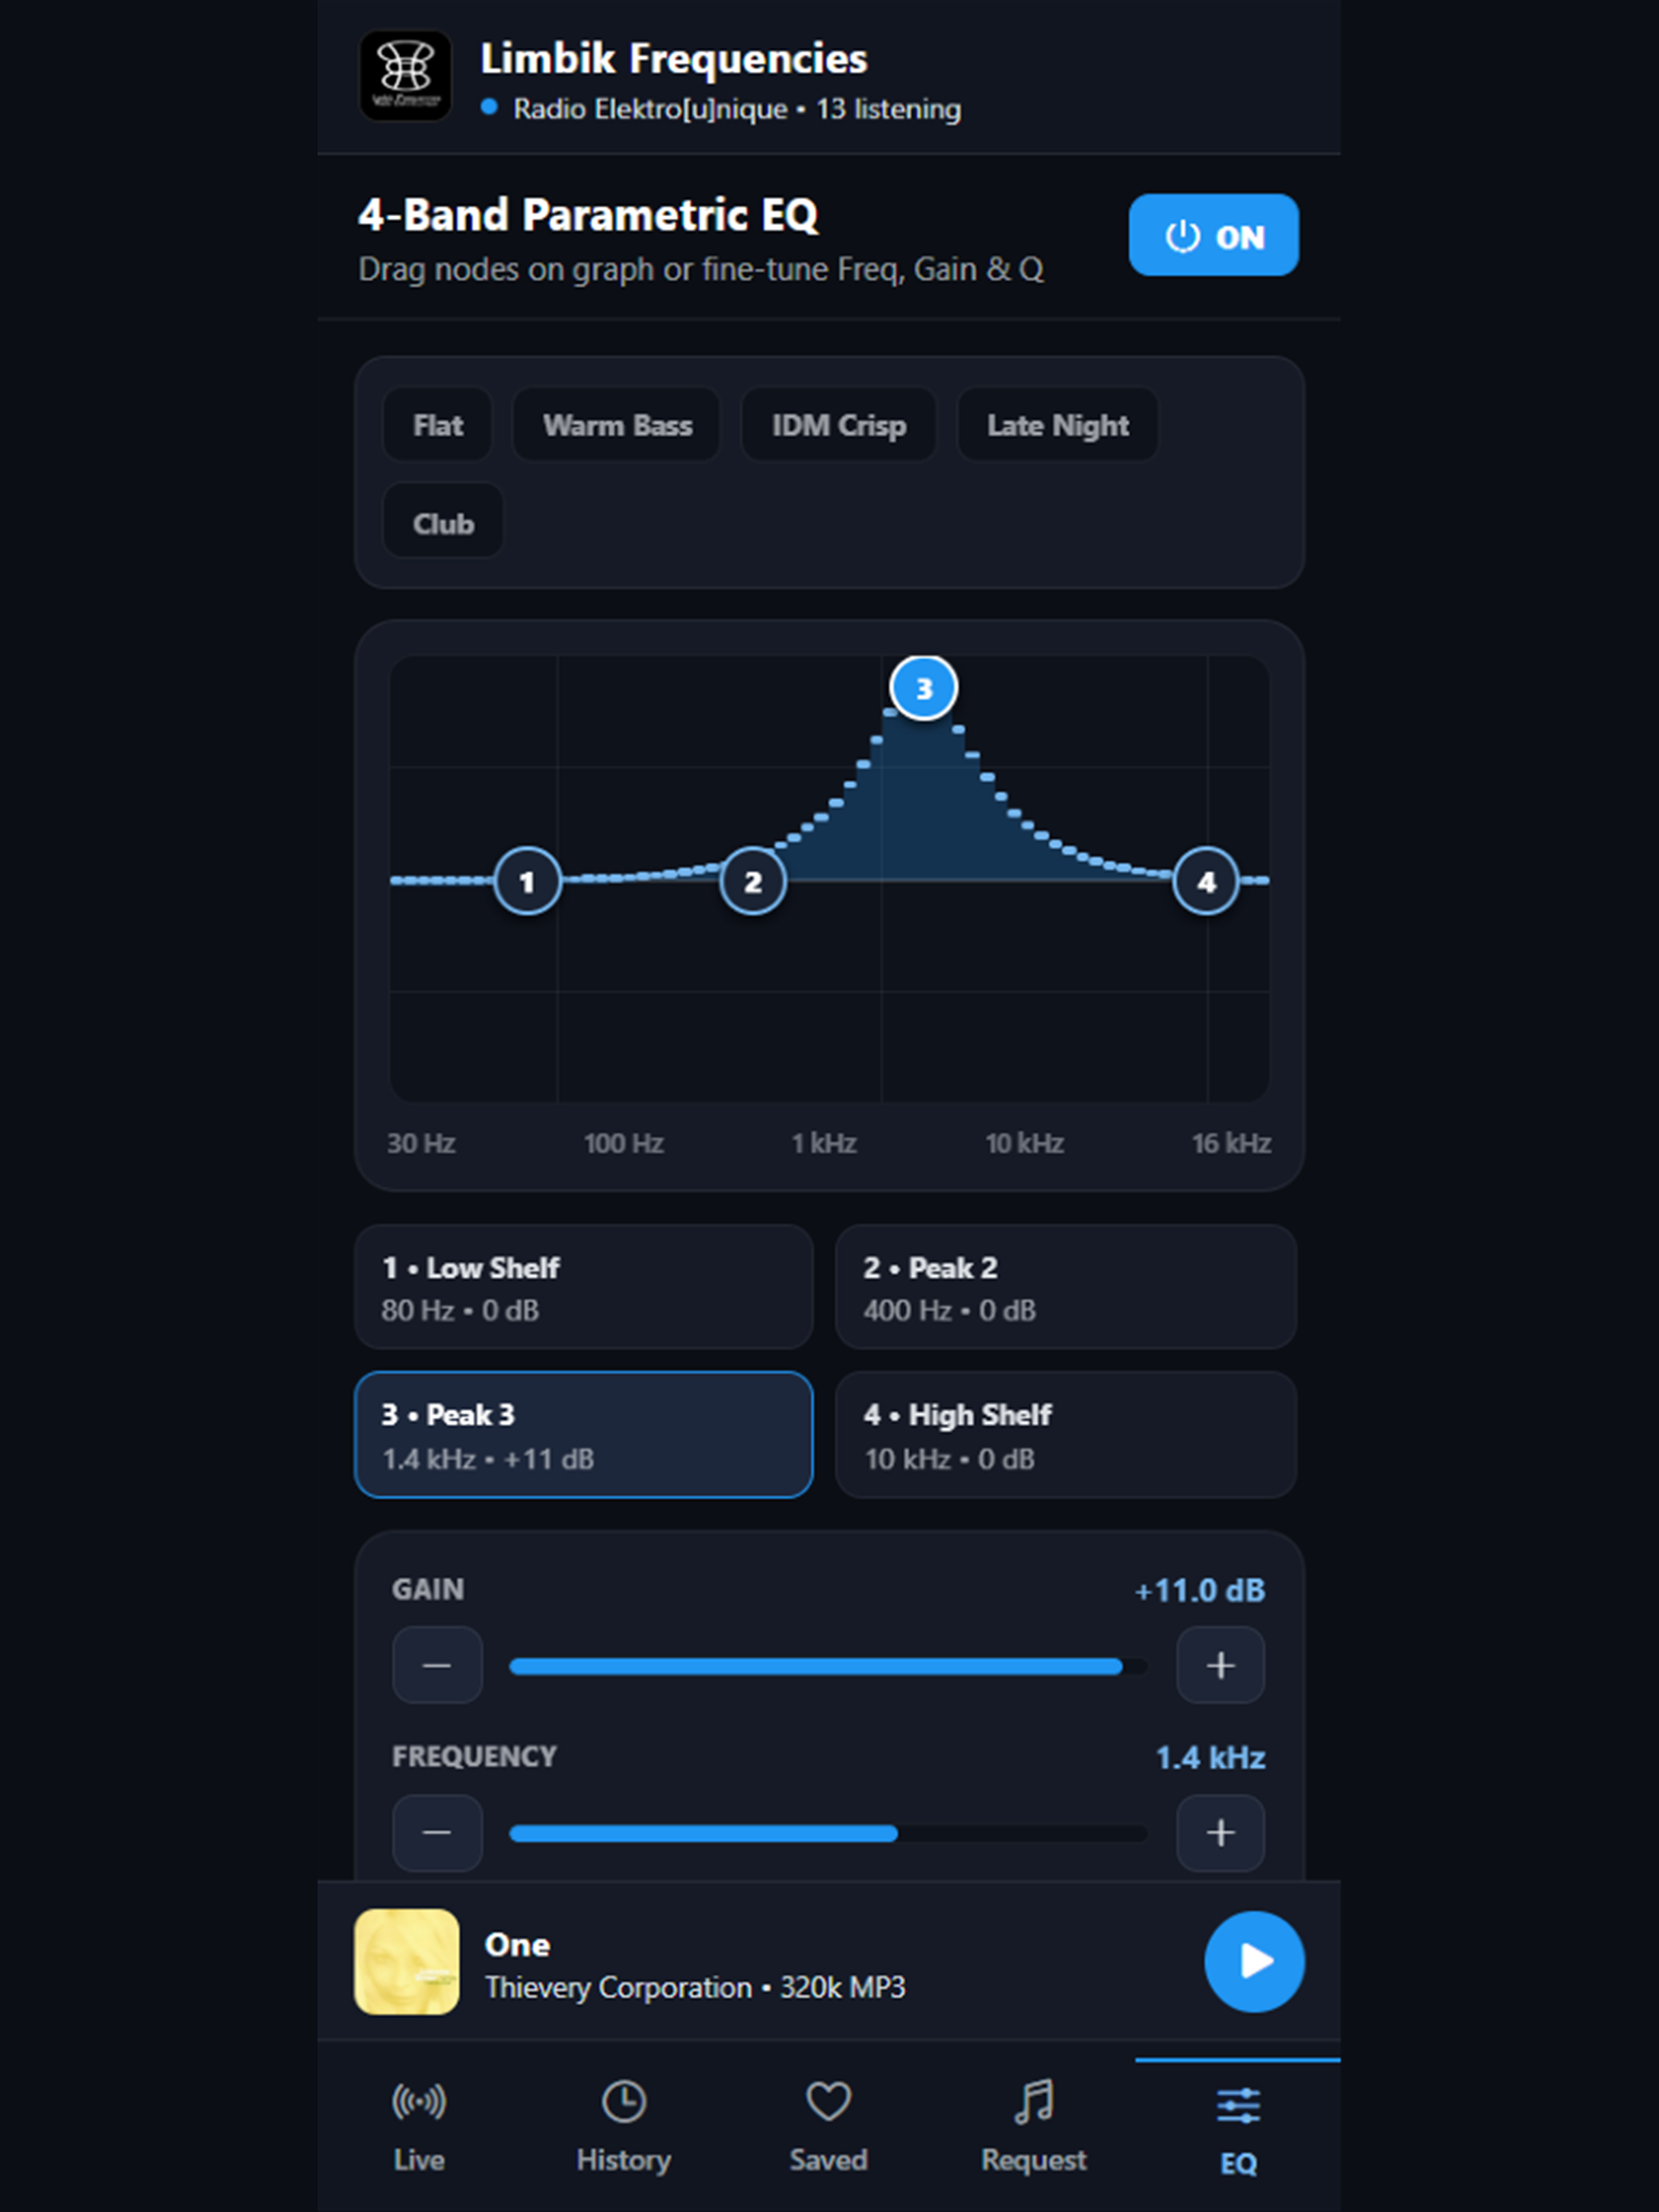 Limbik Frequencies
Radio Elektro[u]nique • 13 listening
4-Band Parametric EQ
Drag nodes on graph or fine-tune Freq, Gain & Q
ON
Flat
Warm Bass
IDM Crisp
Late Night
Club
3
1
2
4
30 Hz
100 Hz
1 kHz
10 kHz
16 kHz
1 • Low Shelf
80 Hz • 0 dB
2 • Peak 2
400 Hz • 0 dB
3 • Peak 3
1.4 kHz • +11 dB
4 • High Shelf
10 kHz • 0 dB
GAIN
+11.0 dB
FREQUENCY
1.4 kHz
One
Thievery Corporation • 320k MP3
Live
History
Saved
Request
EQ